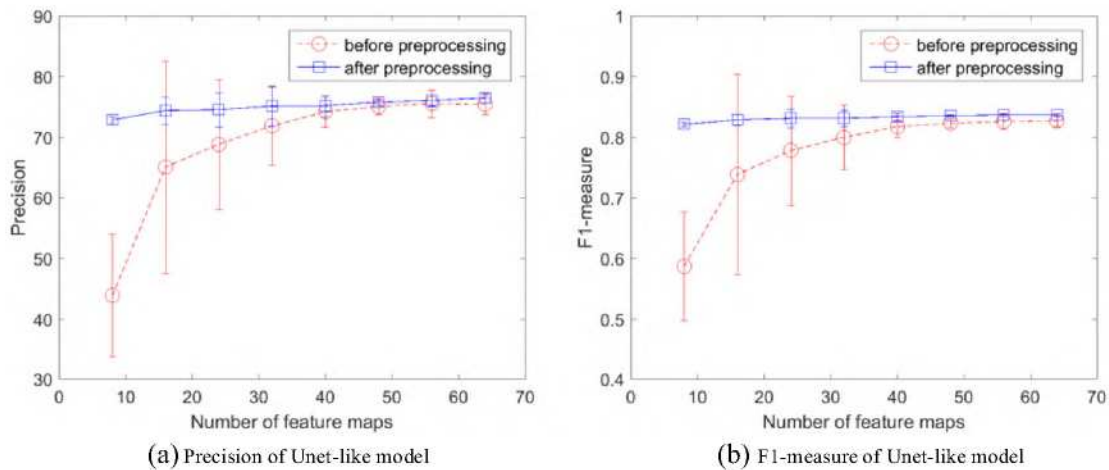 90
80
70
60
50
40
30
Precision
before preprocessing
after preprocessing
0 10 20 30 40 50 60 70
Number of feature maps
(a) Precision of Unet-like model
1
0.9
0.8
0.7
0.6
0.5
0.4
F1-measure
before preprocessing
after preprocessing
0 10 20 30 40 50 60 70
Number of feature maps
(b) F1-measure of Unet-like model